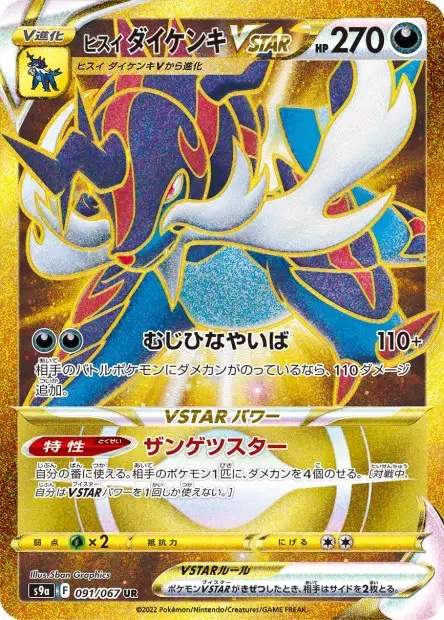 V進化
ヒスイ ダイケンキ VSTAR HP 270
ヒスイ ダイケンキVから進化
むじひなやいば 110+
相手のバトルポケモンにダメカンがのっているなら、110ダメージ
追加。
VSTARパワー
特性 ザンゲツスター
自分の番に使える。相手のポケモン1匹に、ダメカンを4個のせる。[対戦中、
自分はVSTARパワーを1回しか使えない。]
弱点 ×2 抵抗力 にげる
Illus. 5ban Graphics
VSTARルール
s9a F 091/067 UR
ポケモンVSTARがきぜつしたとき、相手はサイドを2枚とる。
©2022 Pokémon/Nintendo/Creatures/GAME FREAK.